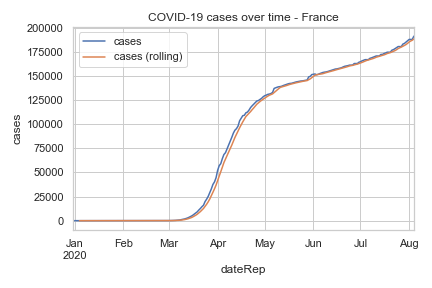 COVID-19 cases over time - France
cases
cases (rolling)
200000
175000
150000
125000
100000
75000
50000
25000
0
cases
Jan Feb Mar Apr May Jun Jul Aug
2020
dateRep